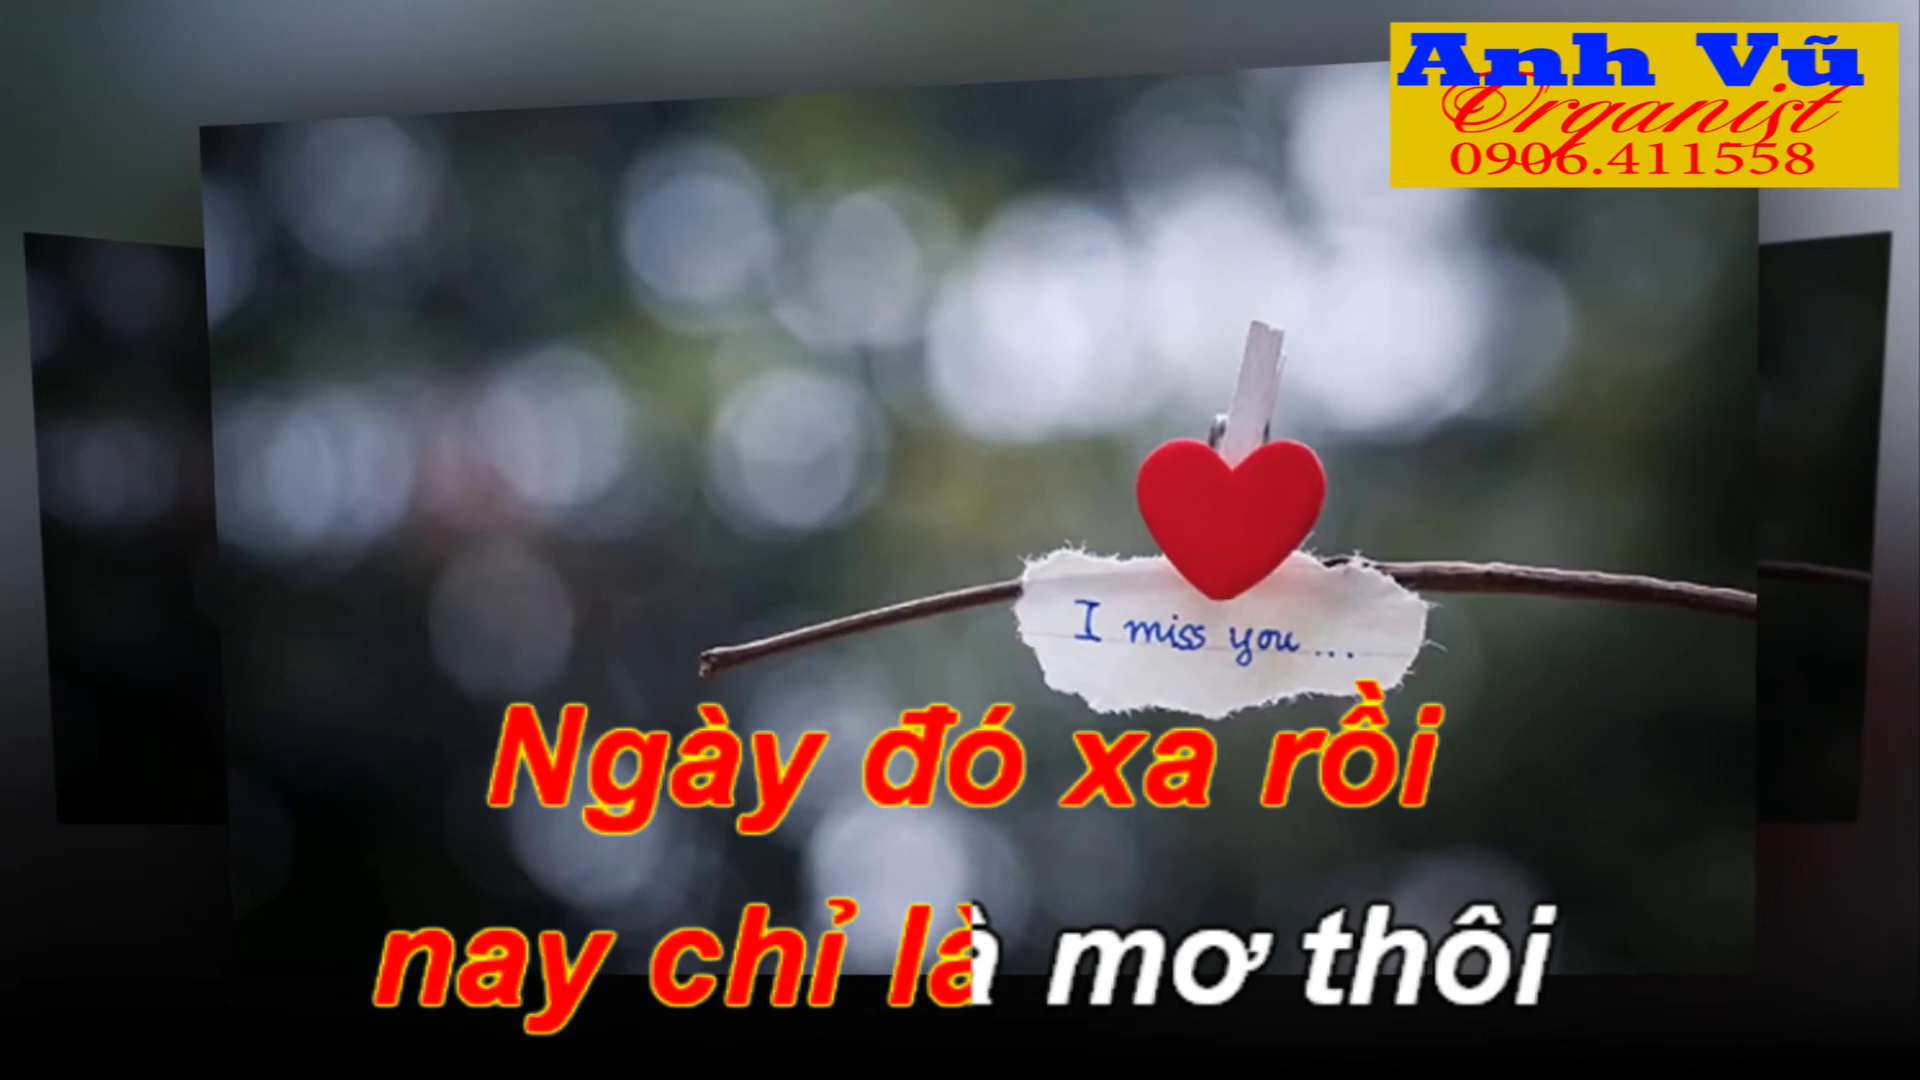 Anh Vũ
Organist
0906.411558
I miss you...
Ngày đó xa rồi
nay chỉ là mơ thôi